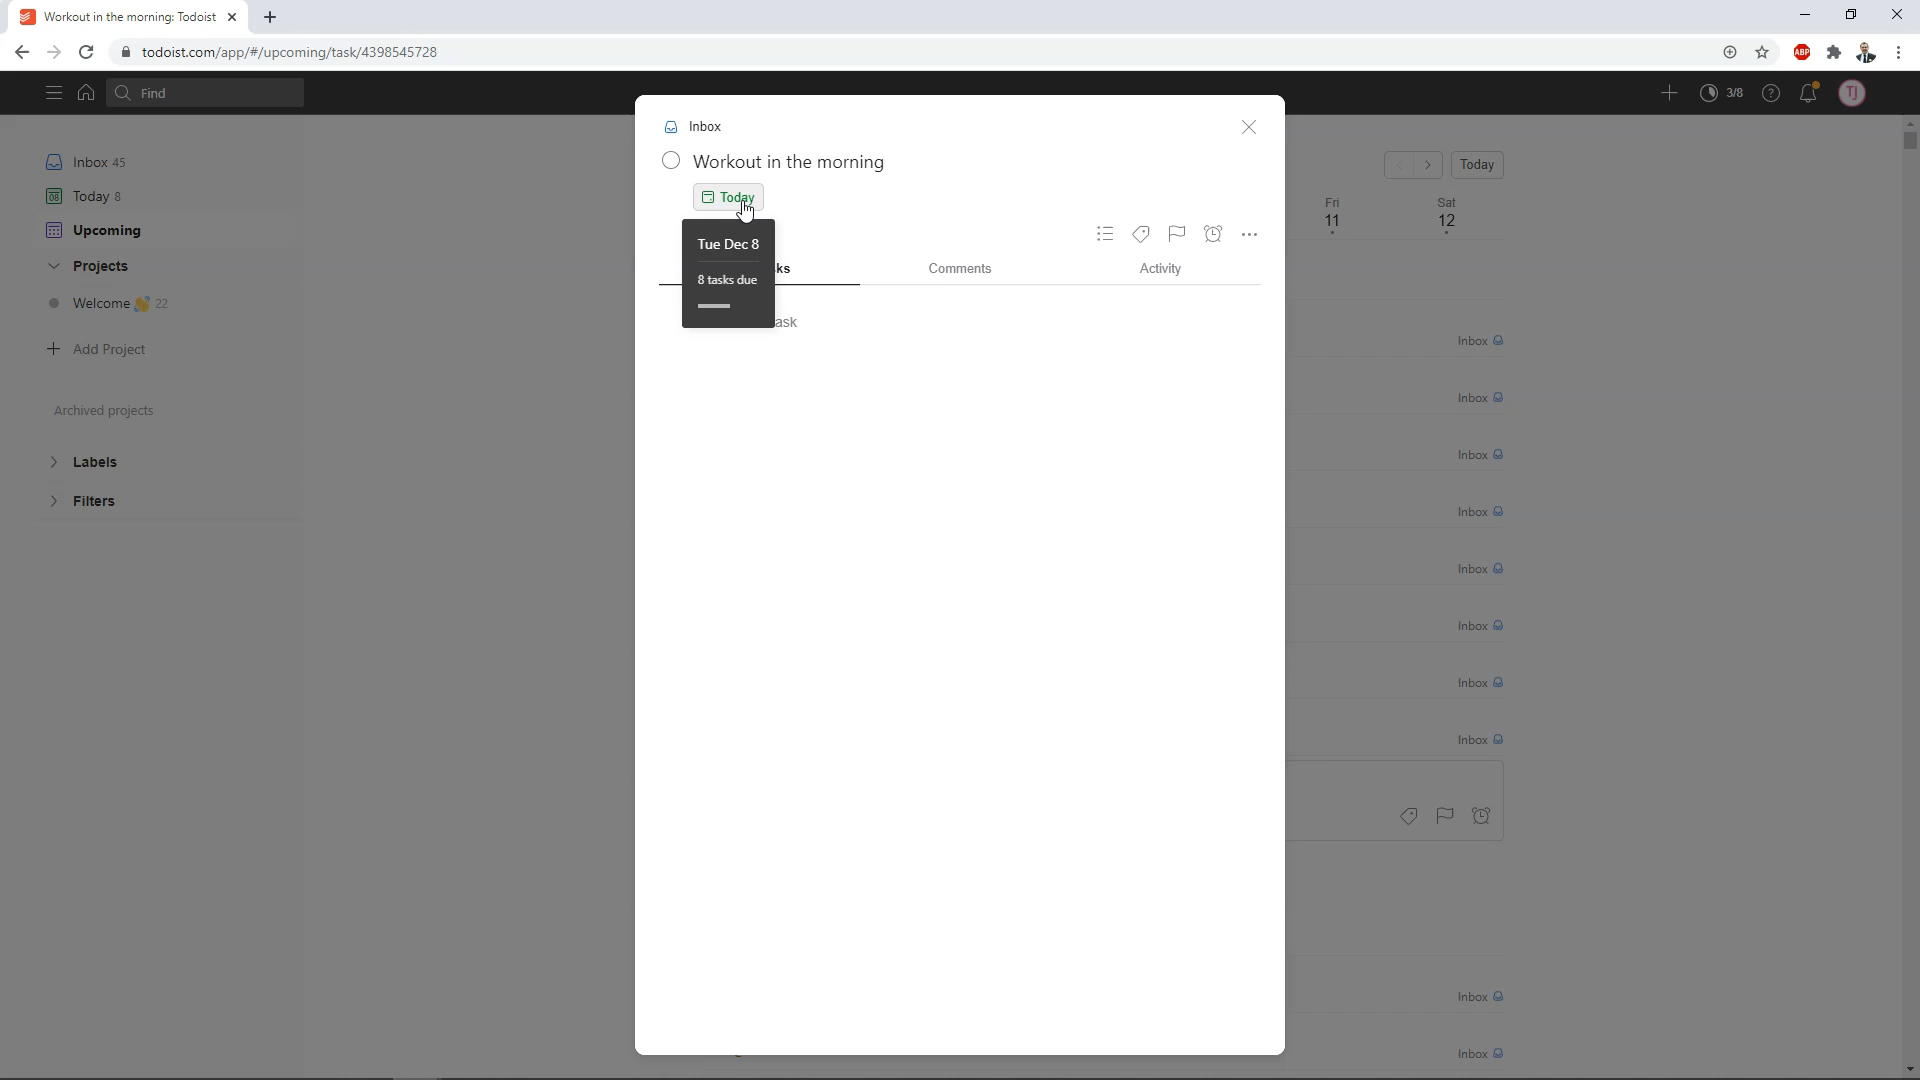 Workout in the morning: Todoist
todoist.com/app/#/upcoming/task/4398545728
ABP
Find
3/8
TJ
Inbox 45
08 Today 8
Upcoming
Projects
Welcome 👋 22
Add Project
Archived projects
Labels
Filters
Inbox
Workout in the morning
Today
Tue Dec 8
8 tasks due
Comments
Activity
Today
Fri
11
Sat
12
Inbox
Inbox
Inbox
Inbox
Inbox
Inbox
Inbox
Inbox
Inbox
Inbox